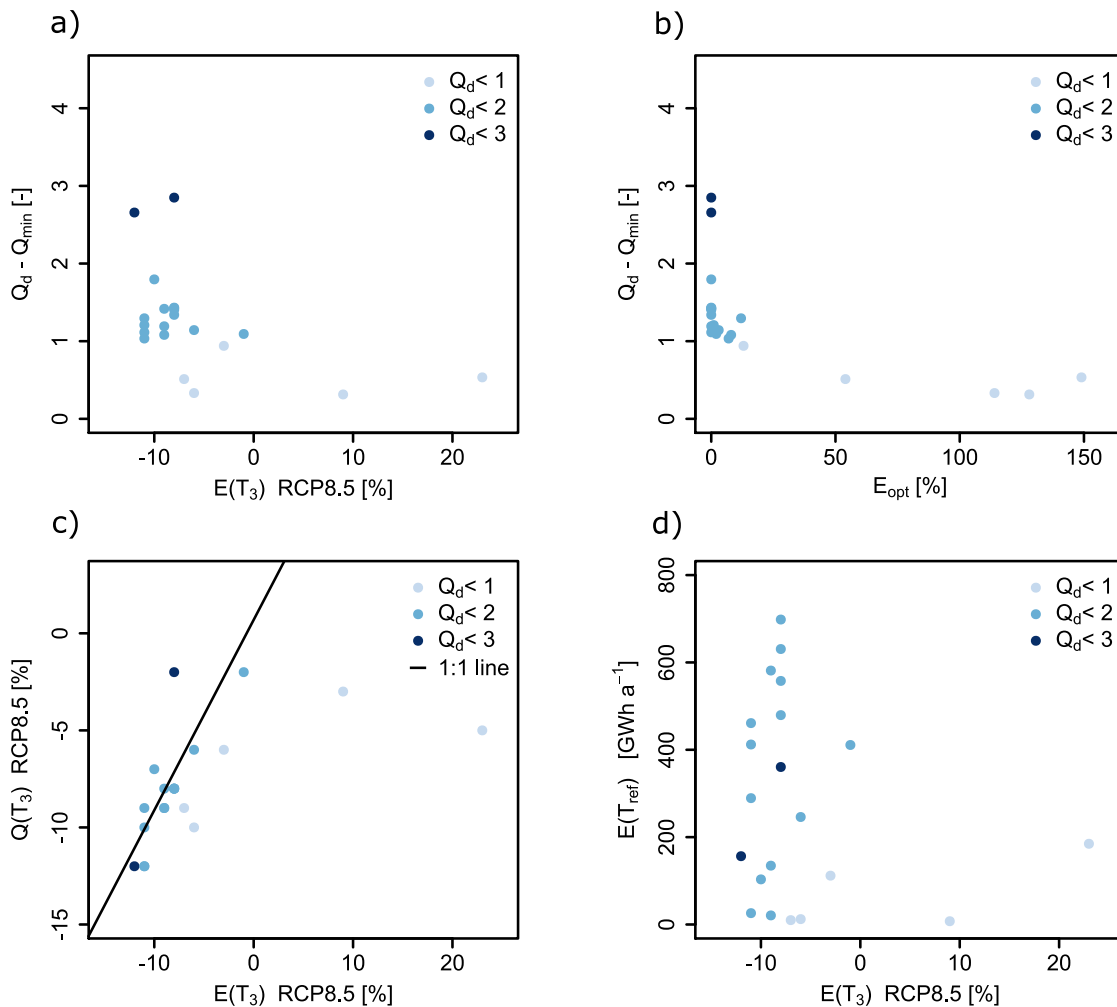 a)
Q_d < 1
Q_d < 2
Q_d < 3
4
3
2
1
0
Q_d - Q_min [-]
-10 0 10 20
E(T_3) RCP8.5 [%]
b)
Q_d < 1
Q_d < 2
Q_d < 3
4
3
2
1
0
Q_d - Q_min [-]
0 50 100 150
E_opt [%]
c)
Q_d < 1
Q_d < 2
Q_d < 3
1:1 line
0
-5
-10
-15
Q(T_3) RCP8.5 [%]
-10 0 10 20
E(T_3) RCP8.5 [%]
d)
Q_d < 1
Q_d < 2
Q_d < 3
800
600
400
200
0
E(T_ref) [GWh a⁻¹]
-10 0 10 20
E(T_3) RCP8.5 [%]